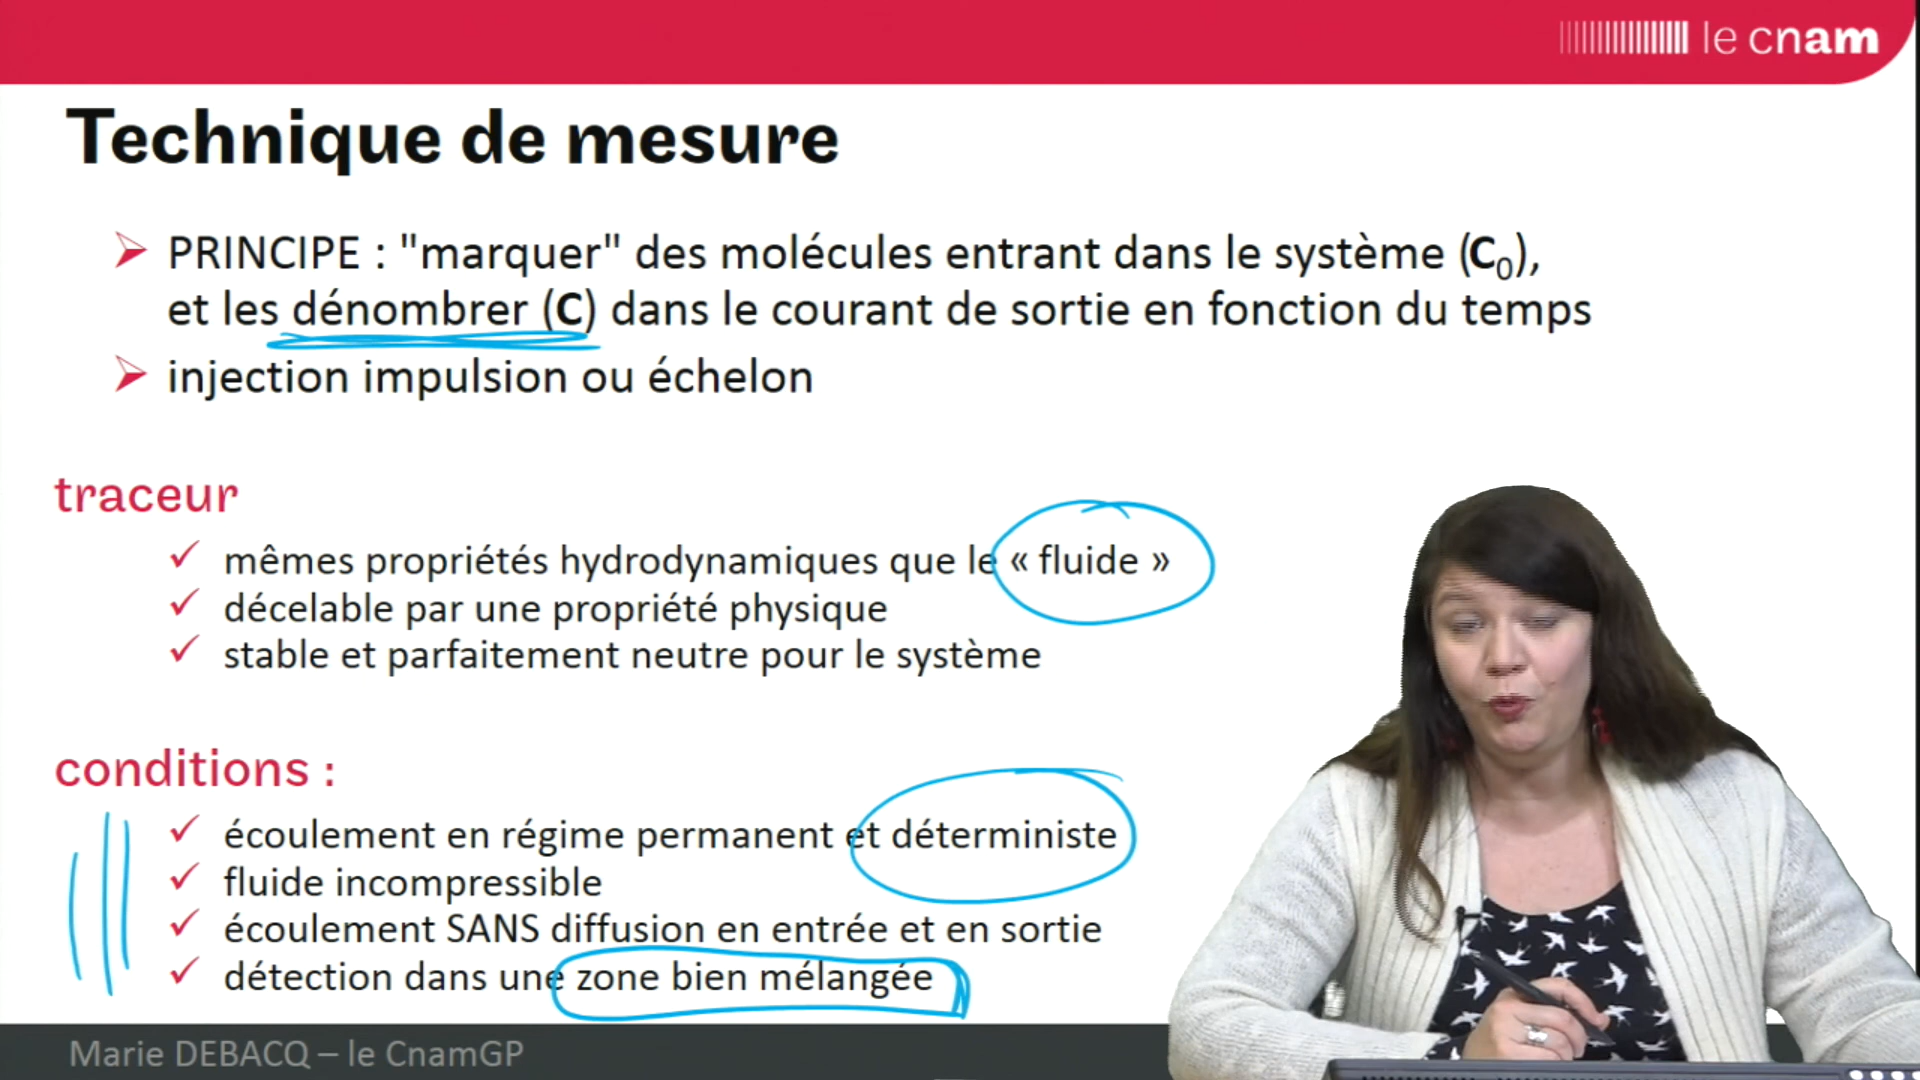 le cnam
Technique de mesure
PRINCIPE : "marquer" des molécules entrant dans le système (C₀),
et les dénombrer (C) dans le courant de sortie en fonction du temps
injection impulsion ou échelon
traceur
mêmes propriétés hydrodynamiques que le « fluide »
décelable par une propriété physique
stable et parfaitement neutre pour le système
conditions :
écoulement en régime permanent et déterministe
fluide incompressible
écoulement SANS diffusion en entrée et en sortie
détection dans une zone bien mélangée
Marie DEBACQ – le CnamGP